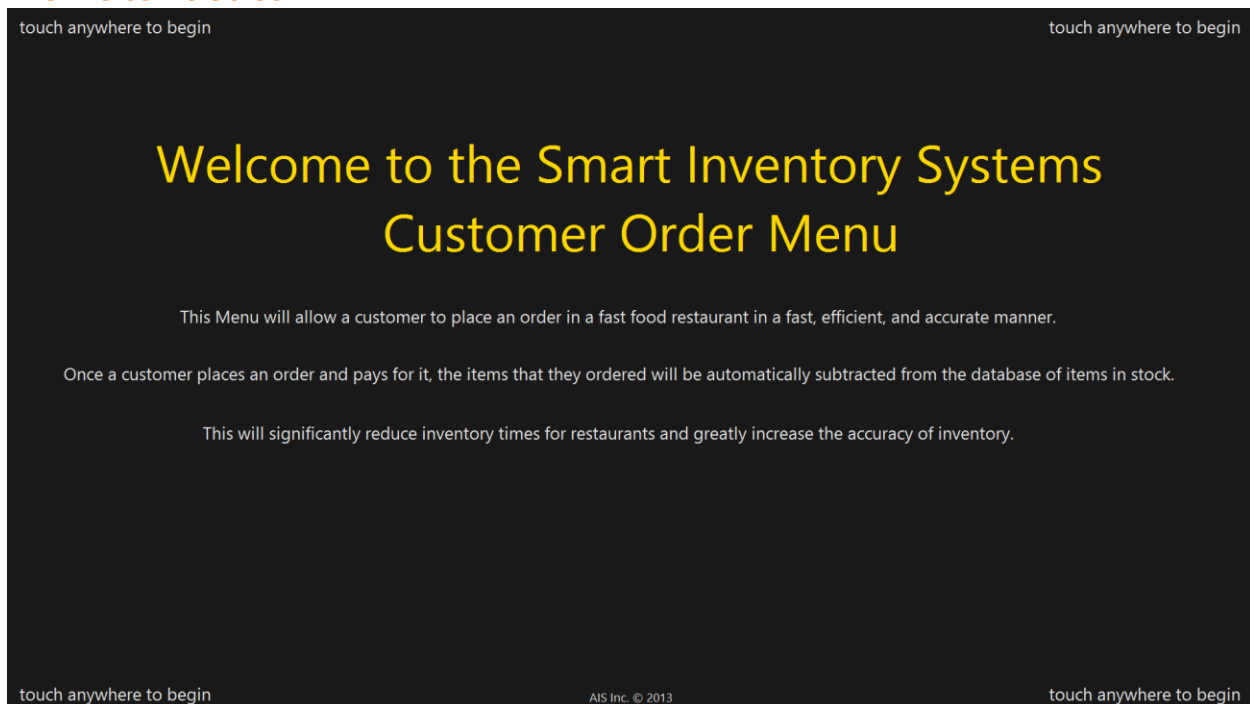 touch anywhere to begin
touch anywhere to begin
Welcome to the Smart Inventory Systems
Customer Order Menu
This Menu will allow a customer to place an order in a fast food restaurant in a fast, efficient, and accurate manner.
Once a customer places an order and pays for it, the items that they ordered will be automatically subtracted from the database of items in stock.
This will significantly reduce inventory times for restaurants and greatly increase the accuracy of inventory.
touch anywhere to begin
AIS Inc. © 2013
touch anywhere to begin